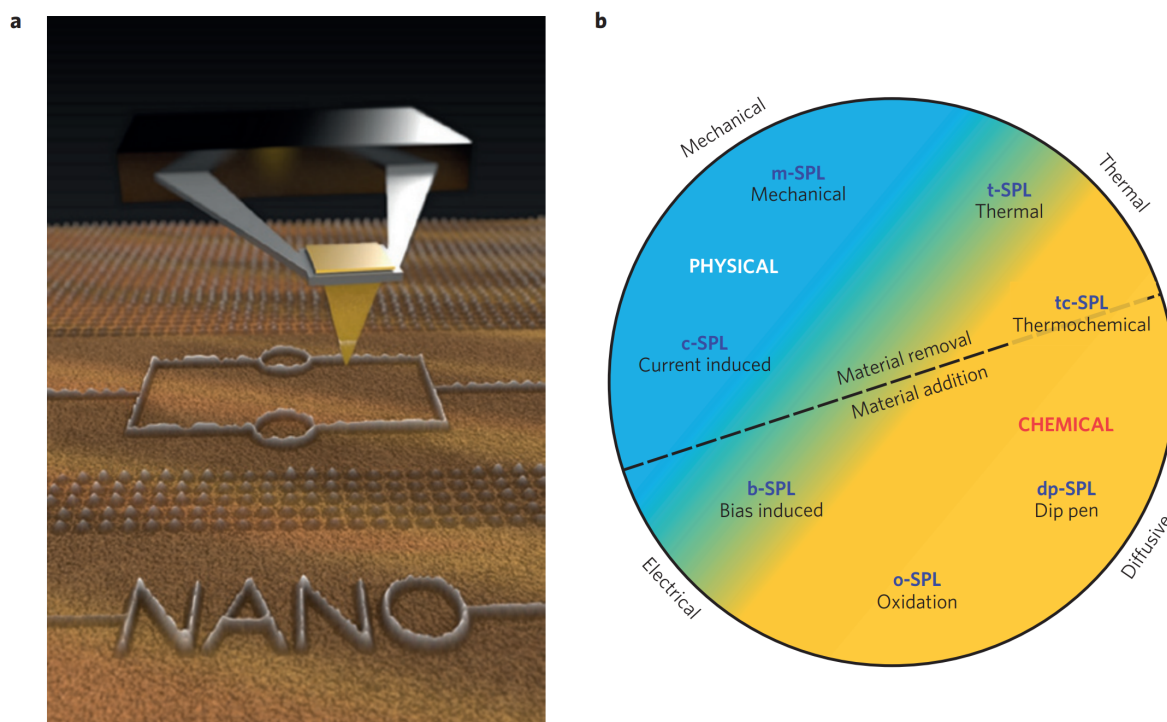 a
NANO
b
Mechanical
Thermal
m-SPL
Mechanical
t-SPL
Thermal
PHYSICAL
tc-SPL
Thermochemical
c-SPL
Current induced
Material removal
Material addition
CHEMICAL
b-SPL
Bias induced
dp-SPL
Dip pen
o-SPL
Oxidation
Electrical
Diffusive